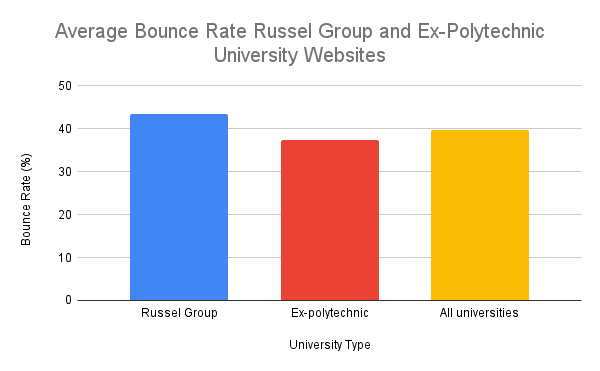 Average Bounce Rate Russel Group and Ex-Polytechnic
University Websites
50
40
30
20
10
0
Bounce Rate (%)
Russel Group
Ex-polytechnic
All universities
University Type